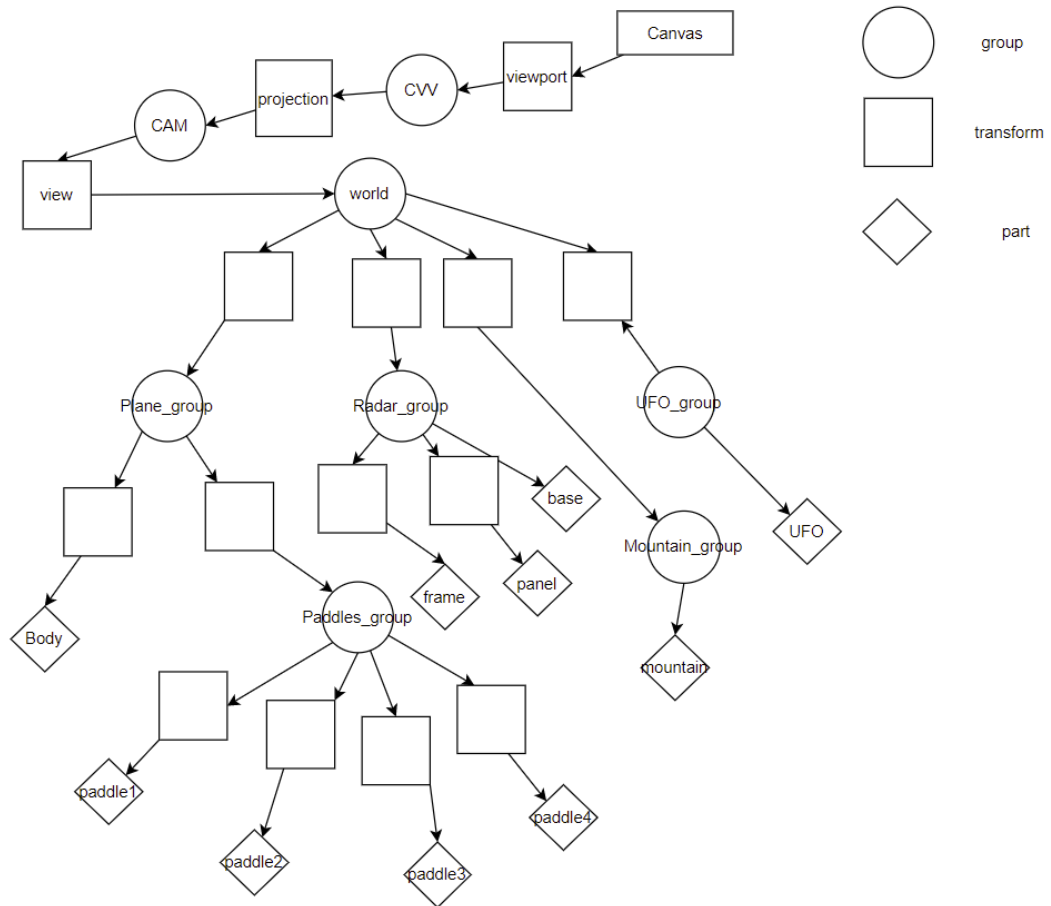 Canvas
group
viewport
CVV
projection
CAM
transform
view
world
part
Plane_group
Radar_group
UFO_group
base
UFO
Mountain_group
panel
frame
Paddles_group
Body
mountain
paddle1
paddle4
paddle2
paddle3